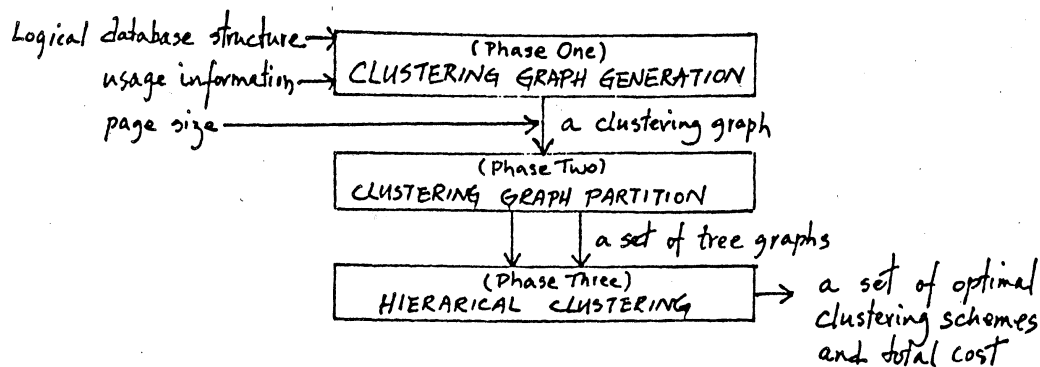 Logical database structure
(Phase One)
usage information
CLUSTERING GRAPH GENERATION
page size
a clustering graph
(Phase Two)
CLUSTERING GRAPH PARTITION
a set of tree graphs
(Phase Three)
HIERARICAL CLUSTERING
a set of optimal
clustering schemes
and total cost